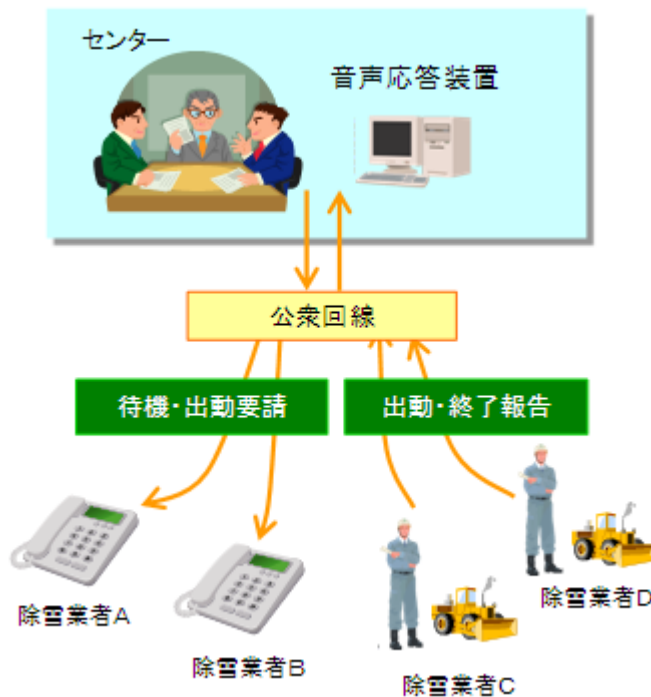 センター
音声応答装置
公衆回線
待機・出動要請
出動・終了報告
除雪業者A
除雪業者B
除雪業者C
除雪業者D